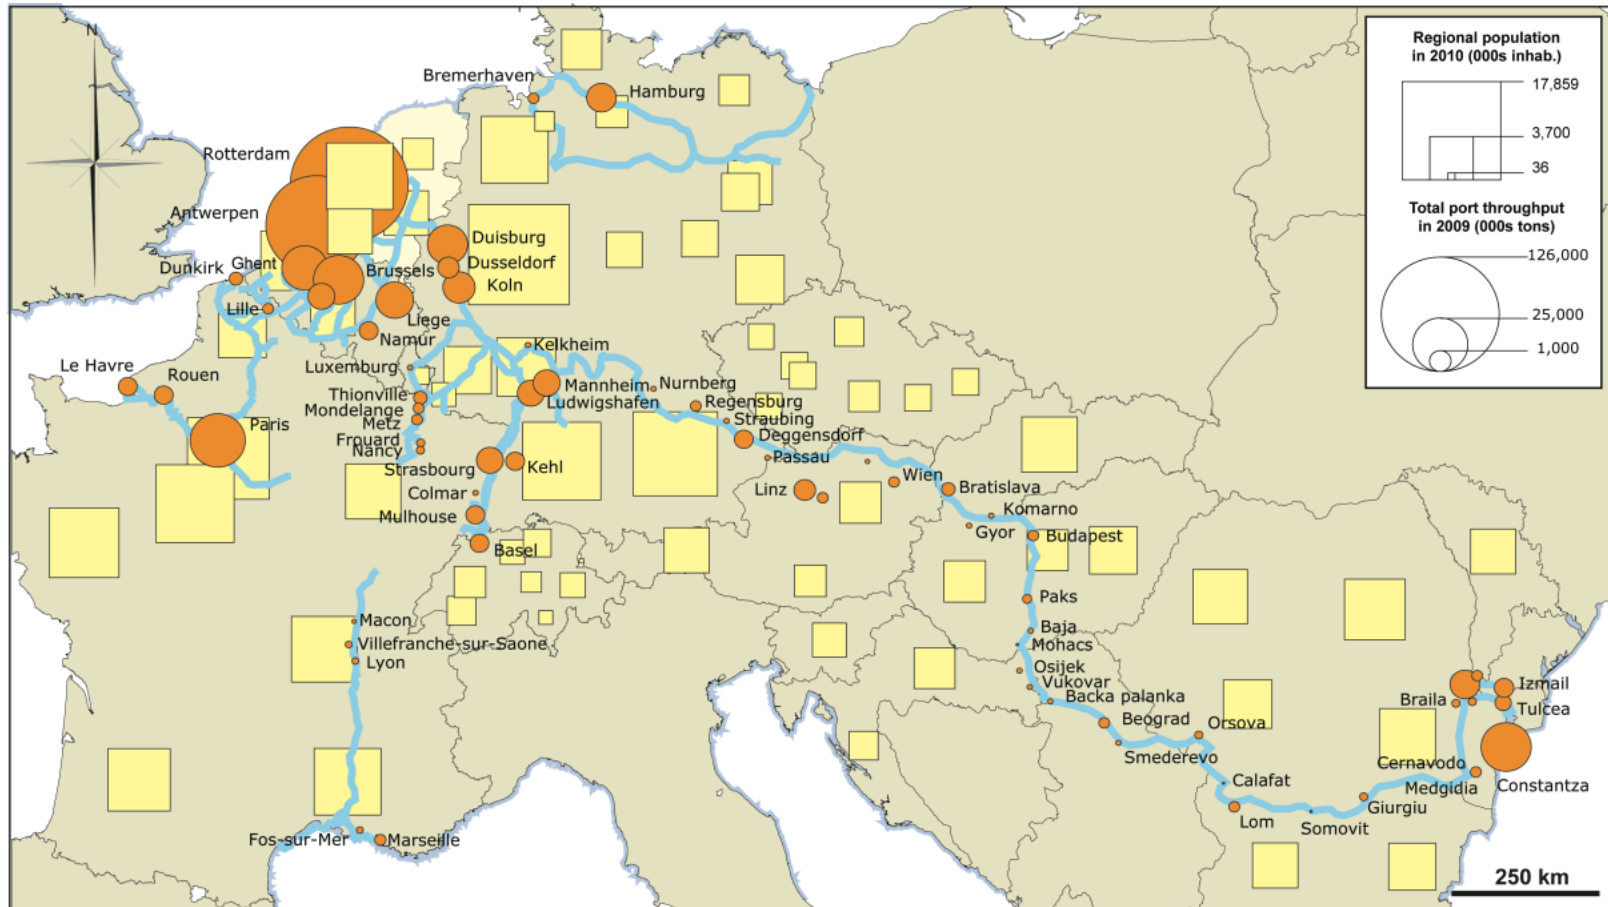 N
Bremerhaven
Hamburg
Rotterdam
Antwerpen
Duisburg
Dunkirk
Ghent
Brussels
Dusseldorf
Koln
Lille
Liege
Namur
Kelkheim
Le Havre
Rouen
Luxemburg
Mannheim
Nurnberg
Thionville
Ludwigshafen
Regensburg
Mondelange
Metz
Straubing
Paris
Deggensdorf
Frouard
Nancy
Passau
Strasbourg
Kehl
Wien
Colmar
Linz
Bratislava
Mulhouse
Komarno
Gyor
Budapest
Basel
Paks
Macon
Baja
Villefranche-sur-Saone
Mohacs
Lyon
Osijek
Vukovar
Backa palanka
Izmail
Braila
Tulcea
Beograd
Orsova
Smederevo
Cernavodo
Calafat
Medgidia
Constantza
Giurgiu
Lom
Somovit
Fos-sur-Mer
Marseille
Regional population
in 2010 (000s inhab.)
17,859
3,700
36
Total port throughput
in 2009 (000s tons)
126,000
25,000
1,000
250 km